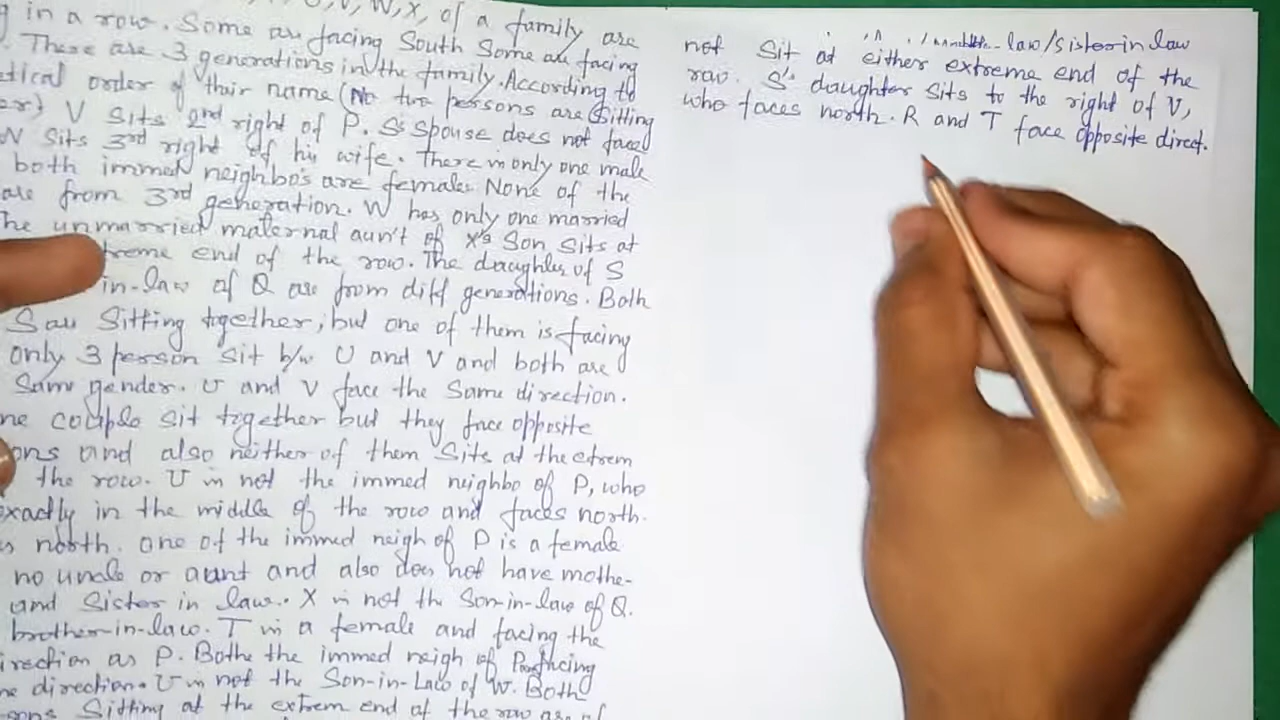 U, V, W, X, of a family are
g in a row. Some are facing South Some are facing
. There are 3 generations in the family. According to
etical order of their name (No two persons are sitting
er) V Sits 2nd right of P. S's Spouse does not face
N Sits 3rd right of his wife. There is only one male
both immed neighbo's are female. None of the
are from 3rd generation. W has only one married
The unmarried maternal aunt of X's Son Sits at
treme end of the row. The daughter of S
in-law of Q are from diff generations. Both
S are Sitting together, but one of them is facing
only 3 person sit b/w U and V and both are
Same gender. U and V face the Same direction.
ne couple sit together but they face opposite
ons and also neither of them Sits at the extrem
the row. U is not the immed neighbo of P, who
exactly in the middle of the row and faces north.
s north. one of the immed neigh of P is a female
no uncle or aunt and also does not have mothe-
and Sister in law. X is not the Son-in-law of Q.
brother-in-law. T is a female and facing the
irection as P. Bothe the immed neigh of P facing
ne direction. U is not the Son-in-Law of W. Both
sons Sitting at the extrem end of the row are of
law/Sister in law
not Sit at either extreme end of the
row. S's daughter Sits to the right of V,
who faces north. R and T face opposite direct.